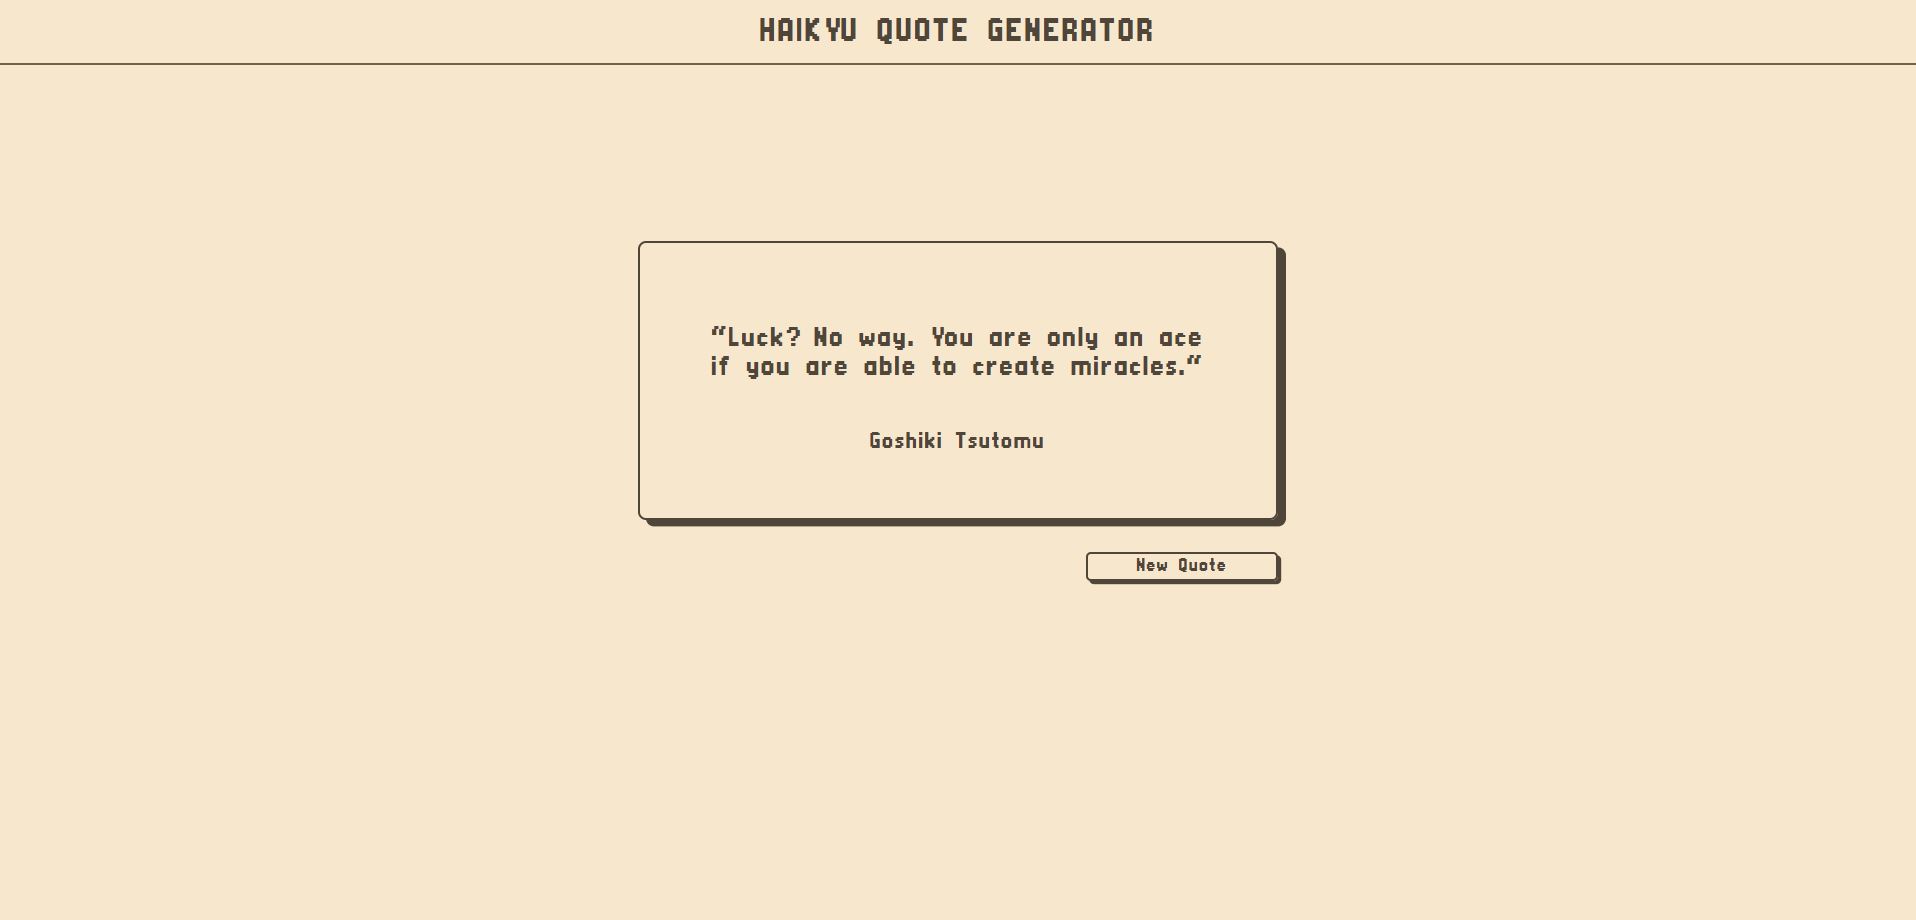 HAIKYU QUOTE GENERATOR
“Luck? No way. You are only an ace
if you are able to create miracles.“
Goshiki Tsutomu
New Quote